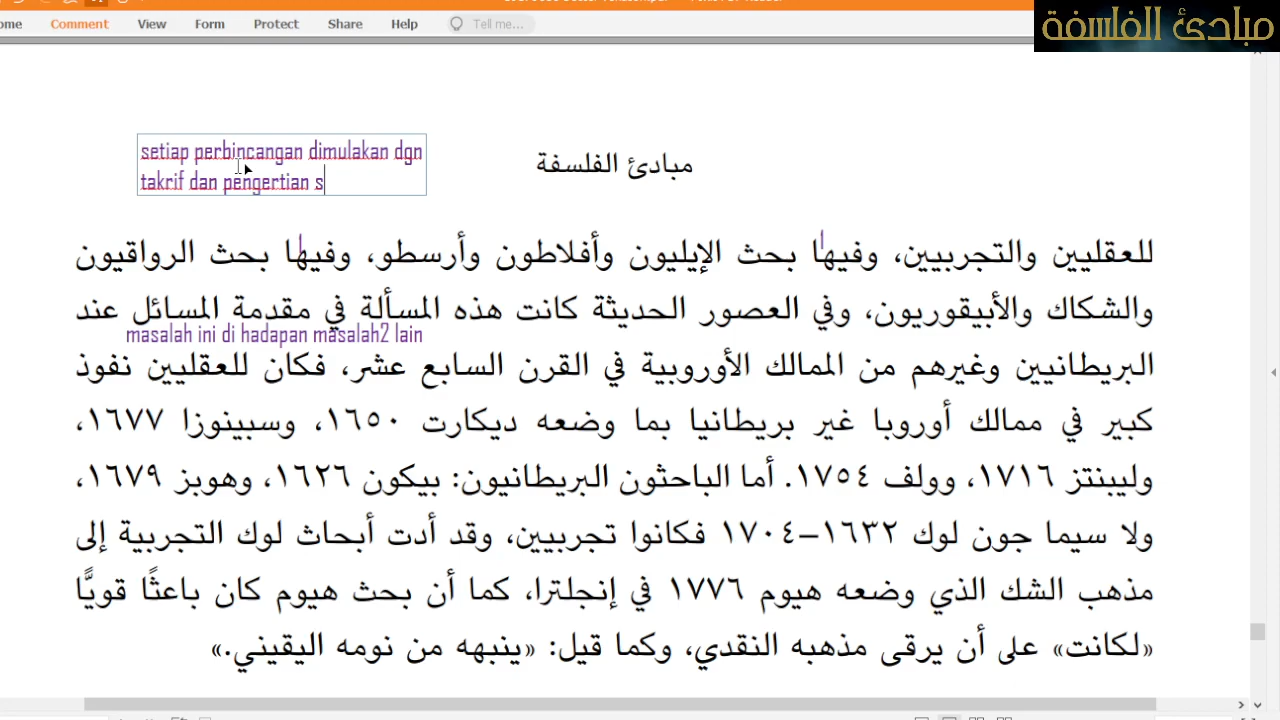 ome Comment View Form Protect Share Help Tell me...
مبادئ الفلسفة
setiap perbincangan dimulakan dgn
takrif dan pengertian s
مبادئ الفلسفة
للعقليين والتجربيين، وفيها بحث الإيليون وأفلاطون وأرسطو، وفيها بحث الرواقيون
والشكاك والأبيقوريون، وفي العصور الحديثة كانت هذه المسألة في مقدمة المسائل عند
masalah ini di hadapan masalah2 lain
البريطانيين وغيرهم من الممالك الأوروبية في القرن السابع عشر، فكان للعقليين نفوذ
كبير في ممالك أوروبا غير بريطانيا بما وضعه ديكارت ١٦٥٠، وسبينوزا ١٦٧٧،
وليبنتز ١٧١٦، وولف ١٧٥٤. أما الباحثون البريطانيون: بيكون ١٦٢٦، وهوبز ١٦٧٩،
ولا سيما جون لوك ١٦٣٢–١٧٠٤ فكانوا تجربيين، وقد أدت أبحاث لوك التجربية إلى
مذهب الشك الذي وضعه هيوم ١٧٧٦ في إنجلترا، كما أن بحث هيوم كان باعثًا قويًّا
«لكانت» على أن يرقى مذهبه النقدي، وكما قيل: «ينبهه من نومه اليقيني.»